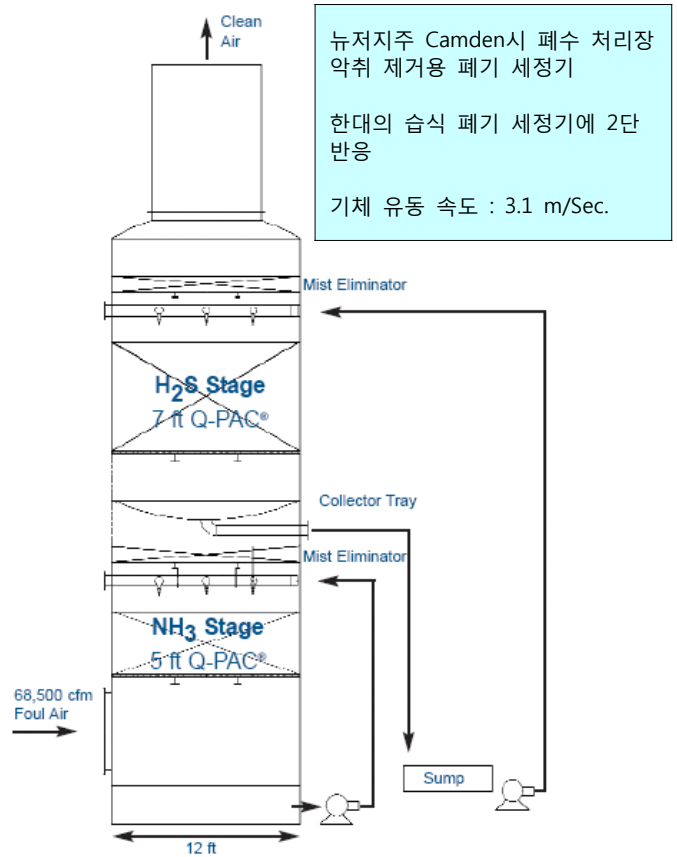 Clean
Air
뉴저지주 Camden시 폐수 처리장
악취 제거용 폐기 세정기
한대의 습식 폐기 세정기에 2단
반응
기체 유동 속도 : 3.1 m/Sec.
Mist Eliminator
H2S Stage
7 ft Q-PAC®
Collector Tray
Mist Eliminator
NH3 Stage
5 ft Q-PAC®
68,500 cfm
Foul Air
Sump
12 ft